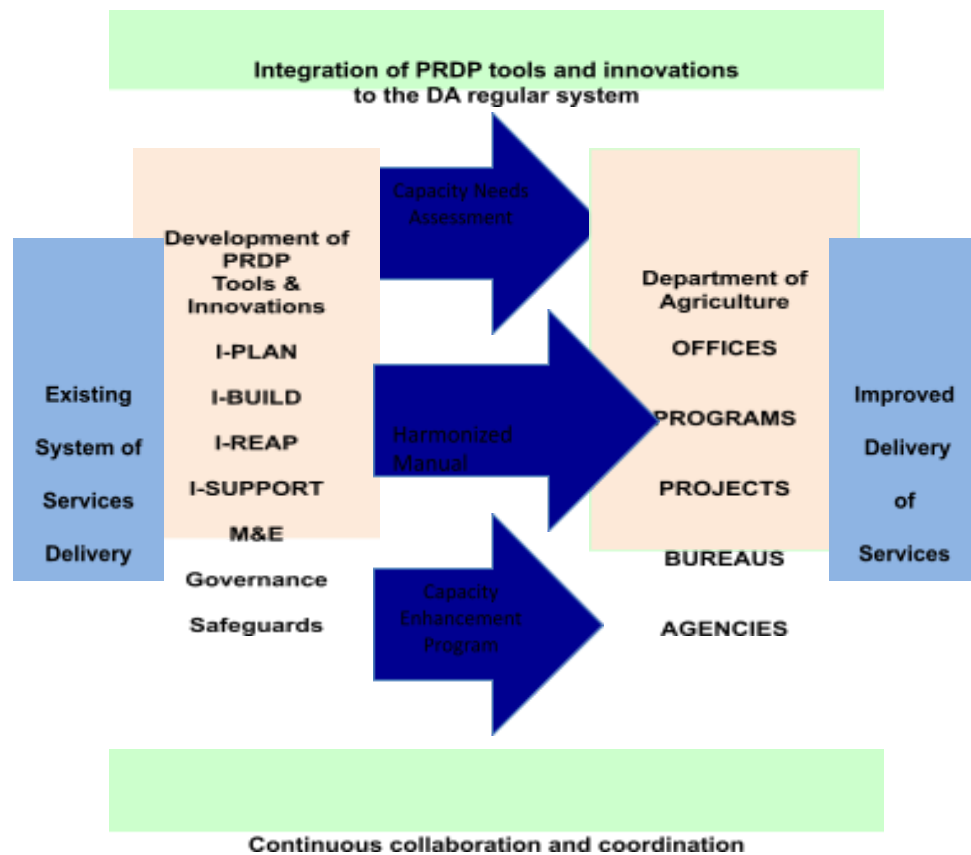 Integration of PRDP tools and innovations
to the DA regular system
Existing
System of
Services
Delivery
Development of
PRDP
Tools &
Innovations
I-PLAN
I-BUILD
I-REAP
I-SUPPORT
M&E
Governance
Safeguards
Capacity Needs
Assessment
Harmonized
Manual
Capacity
Enhancement
Program
Department of
Agriculture
OFFICES
PROGRAMS
PROJECTS
BUREAUS
AGENCIES
Improved
Delivery
of
Services
Continuous collaboration and coordination